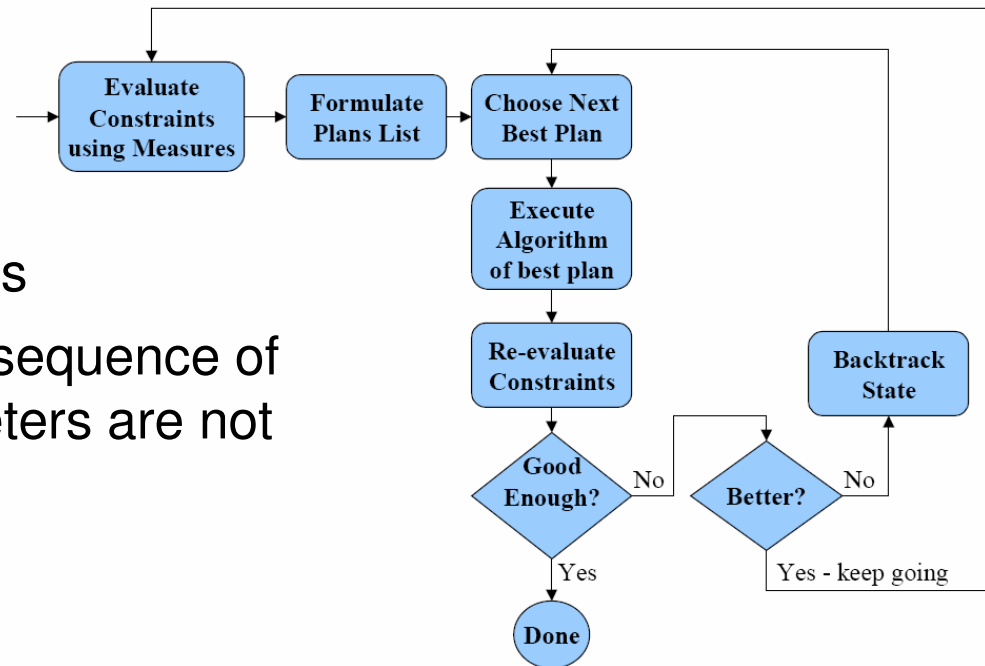 Evaluate
Constraints
using Measures
Formulate
Plans List
Choose Next
Best Plan
Execute
Algorithm
of best plan
s
sequence of
eters are not
Re-evaluate
Constraints
Backtrack
State
Good
Enough?
No
Better?
No
Yes
Yes - keep going
Done